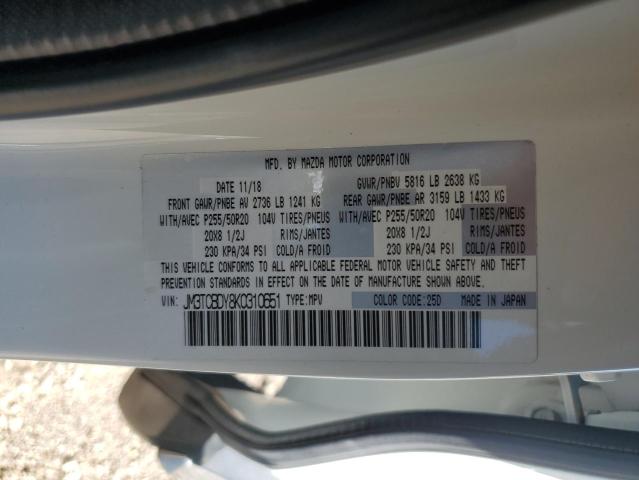 MFD. BY MAZDA MOTOR CORPORATION
DATE 11/18 GVWR/PNBV 5816 LB 2638 KG
FRONT GAWR/PNBE AV 2736 LB 1241 KG REAR GAWR/PNBE AR 3159 LB 1433 KG
WITH/AVEC P255/50R20 104V TIRES/PNEUS WITH/AVEC P255/50R20 104V TIRES/PNEUS
20X8 1/2J RIMS/JANTES 20X8 1/2J RIMS/JANTES
230 KPA/34 PSI COLD/A FROID 230 KPA/34 PSI COLD/A FROID
THIS VEHICLE CONFORMS TO ALL APPLICABLE FEDERAL MOTOR VEHICLE SAFETY AND THEFT
PREVENTION STANDARDS IN EFFECT ON THE DATE OF MANUFACTURE SHOWN ABOVE.
JM3TCBDY8K0310651 TYPE:MPV COLOR CODE:25D MADE IN JAPAN